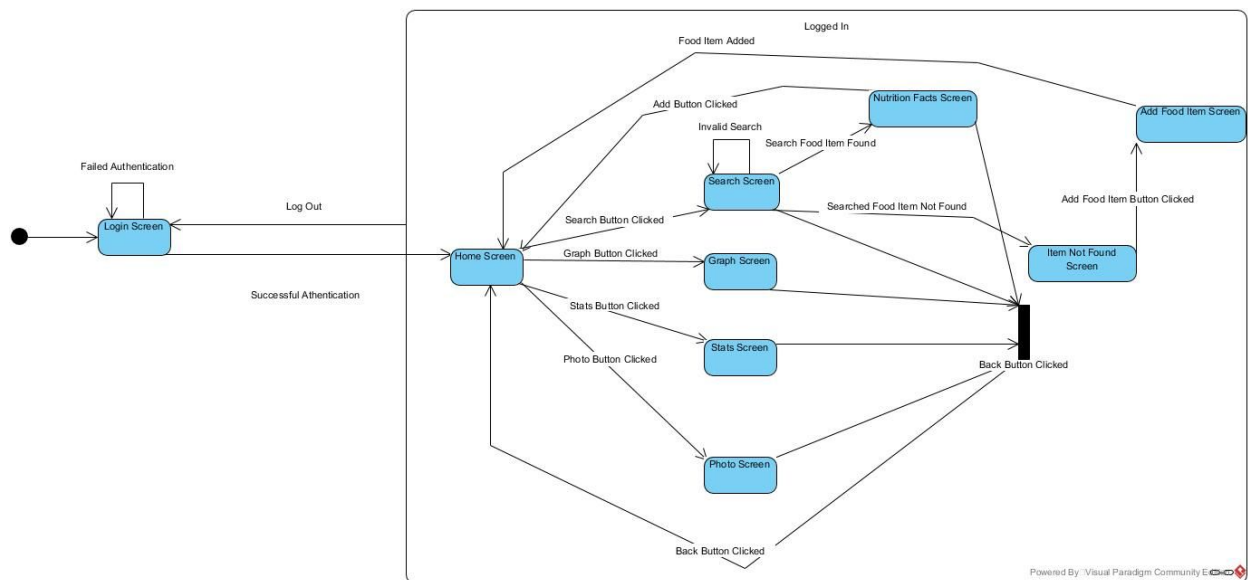 Logged In
Food Item Added
Add Button Clicked
Nutrition Facts Screen
Add Food Item Screen
Invalid Search
Search Food Item Found
Failed Authentication
Search Screen
Add Food Item Button Clicked
Log Out
Searched Food Item Not Found
Login Screen
Search Button Clicked
Home Screen
Graph Button Clicked
Graph Screen
Item Not Found
Screen
Successful Athentication
Stats Button Clicked
Stats Screen
Photo Button Clicked
Back Button Clicked
Photo Screen
Back Button Clicked
Powered By Visual Paradigm Community